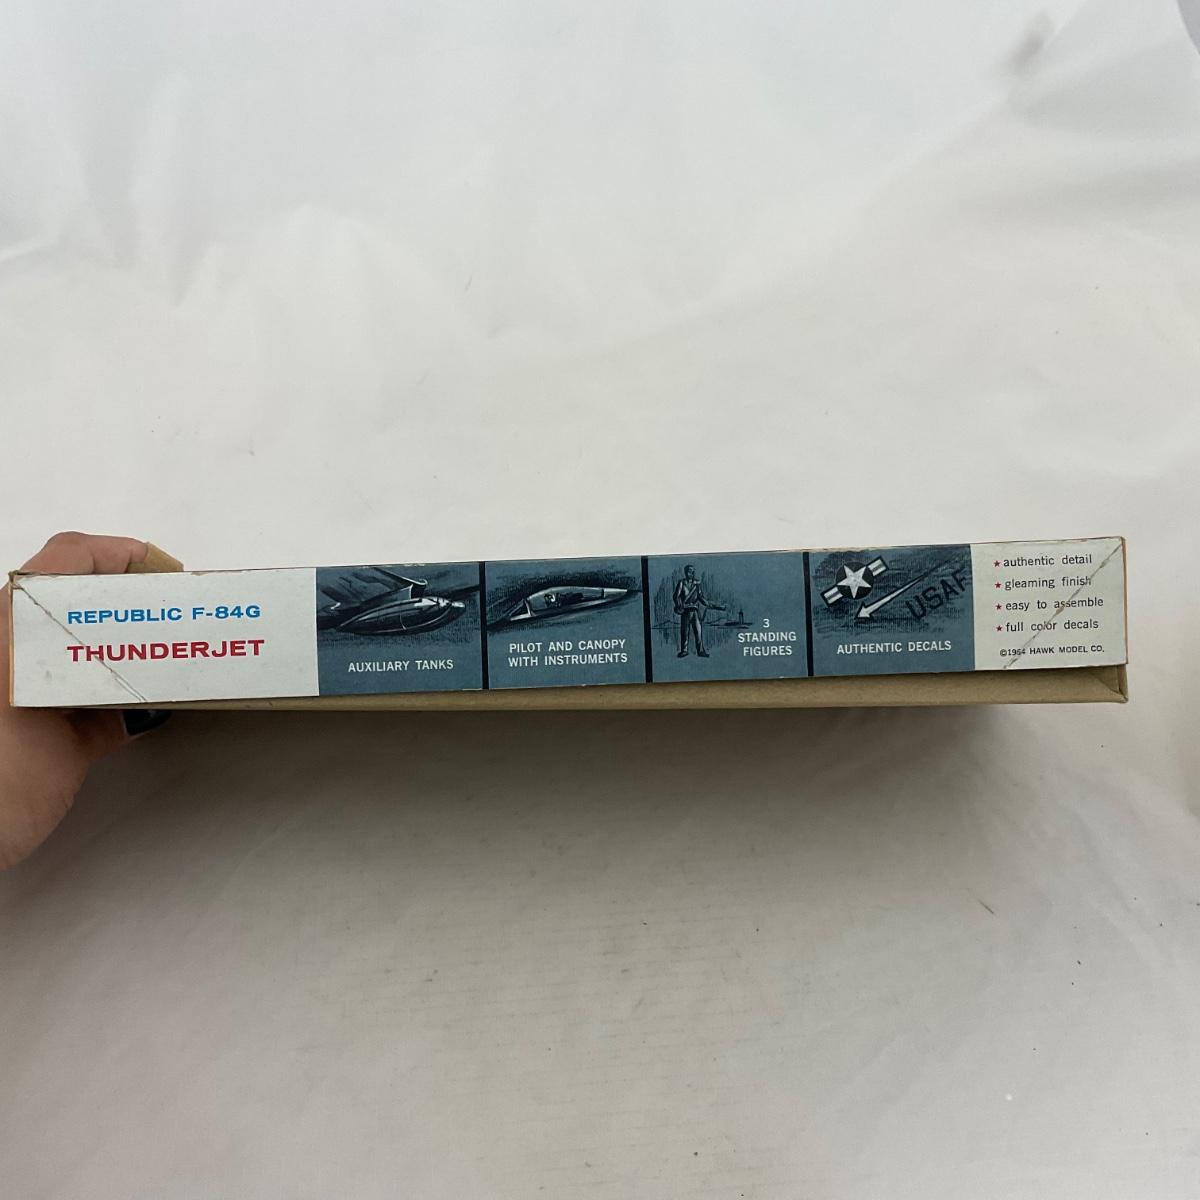 REPUBLIC F-84G
THUNDERJET
AUXILIARY TANKS
PILOT AND CANOPY
WITH INSTRUMENTS
3
STANDING
FIGURES
USAF
AUTHENTIC DECALS
★ authentic detail
★ gleaming finish
★ easy to assemble
★ full color decals
©1964 HAWK MODEL CO.